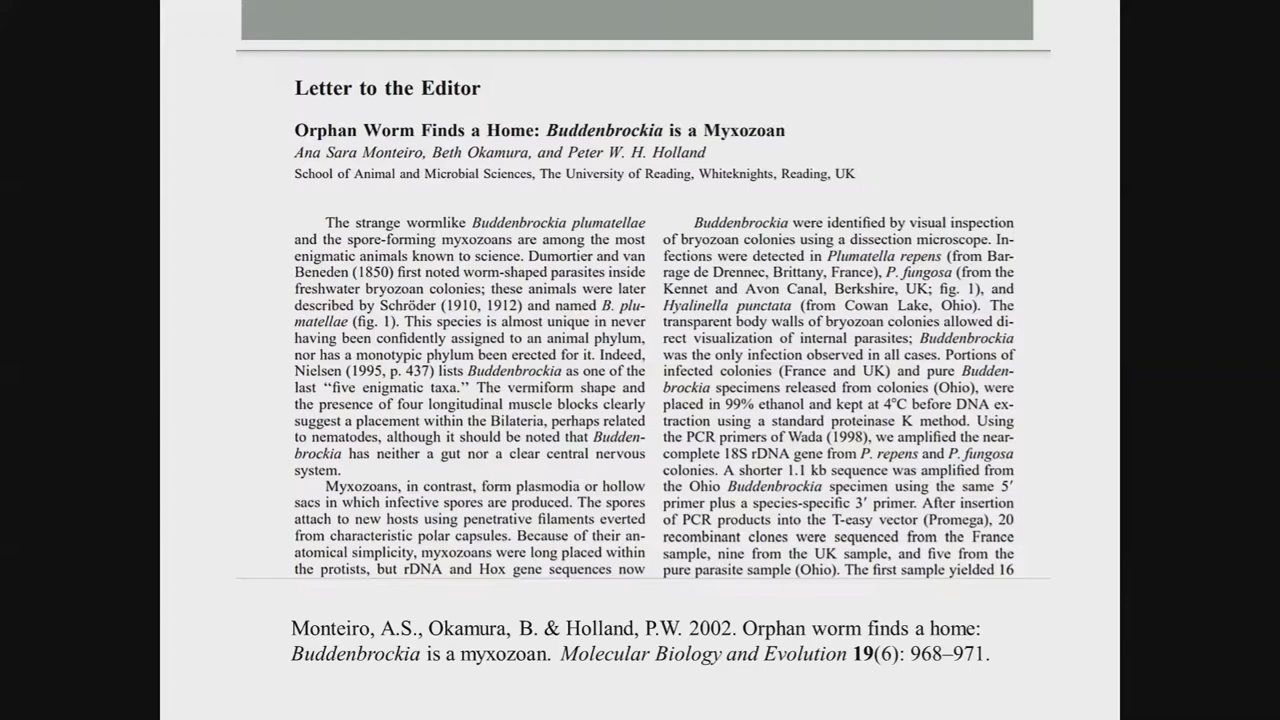 Letter to the Editor
Orphan Worm Finds a Home: Buddenbrockia is a Myxozoan
Ana Sara Monteiro, Beth Okamura, and Peter W. H. Holland
School of Animal and Microbial Sciences, The University of Reading, Whiteknights, Reading, UK
The strange wormlike Buddenbrockia plumatellae
and the spore-forming myxozoans are among the most
enigmatic animals known to science. Dumortier and van
Beneden (1850) first noted worm-shaped parasites inside
freshwater bryozoan colonies; these animals were later
described by Schröder (1910, 1912) and named B. plu-
matellae (fig. 1). This species is almost unique in never
having been confidently assigned to an animal phylum,
nor has a monotypic phylum been erected for it. Indeed,
Nielsen (1995, p. 437) lists Buddenbrockia as one of the
last ‘‘five enigmatic taxa.’’ The vermiform shape and
the presence of four longitudinal muscle blocks clearly
suggest a placement within the Bilateria, perhaps related
to nematodes, although it should be noted that Budden-
brockia has neither a gut nor a clear central nervous
system.
Myxozoans, in contrast, form plasmodia or hollow
sacs in which infective spores are produced. The spores
attach to new hosts using penetrative filaments everted
from characteristic polar capsules. Because of their an-
atomical simplicity, myxozoans were long placed within
the protists, but rDNA and Hox gene sequences now
Buddenbrockia were identified by visual inspection
of bryozoan colonies using a dissection microscope. In-
fections were detected in Plumatella repens (from Bar-
rage de Drennec, Brittany, France), P. fungosa (from the
Kennet and Avon Canal, Berkshire, UK; fig. 1), and
Hyalinella punctata (from Cowan Lake, Ohio). The
transparent body walls of bryozoan colonies allowed di-
rect visualization of internal parasites; Buddenbrockia
was the only infection observed in all cases. Portions of
infected colonies (France and UK) and pure Budden-
brockia specimens released from colonies (Ohio), were
placed in 99% ethanol and kept at 4°C before DNA ex-
traction using a standard proteinase K method. Using
the PCR primers of Wada (1998), we amplified the near-
complete 18S rDNA gene from P. repens and P. fungosa
colonies. A shorter 1.1 kb sequence was amplified from
the Ohio Buddenbrockia specimen using the same 5′
primer plus a species-specific 3′ primer. After insertion
of PCR products into the T-easy vector (Promega), 20
recombinant clones were sequenced from the France
sample, nine from the UK sample, and five from the
pure parasite sample (Ohio). The first sample yielded 16
Monteiro, A.S., Okamura, B. & Holland, P.W. 2002. Orphan worm finds a home:
Buddenbrockia is a myxozoan. Molecular Biology and Evolution 19(6): 968–971.